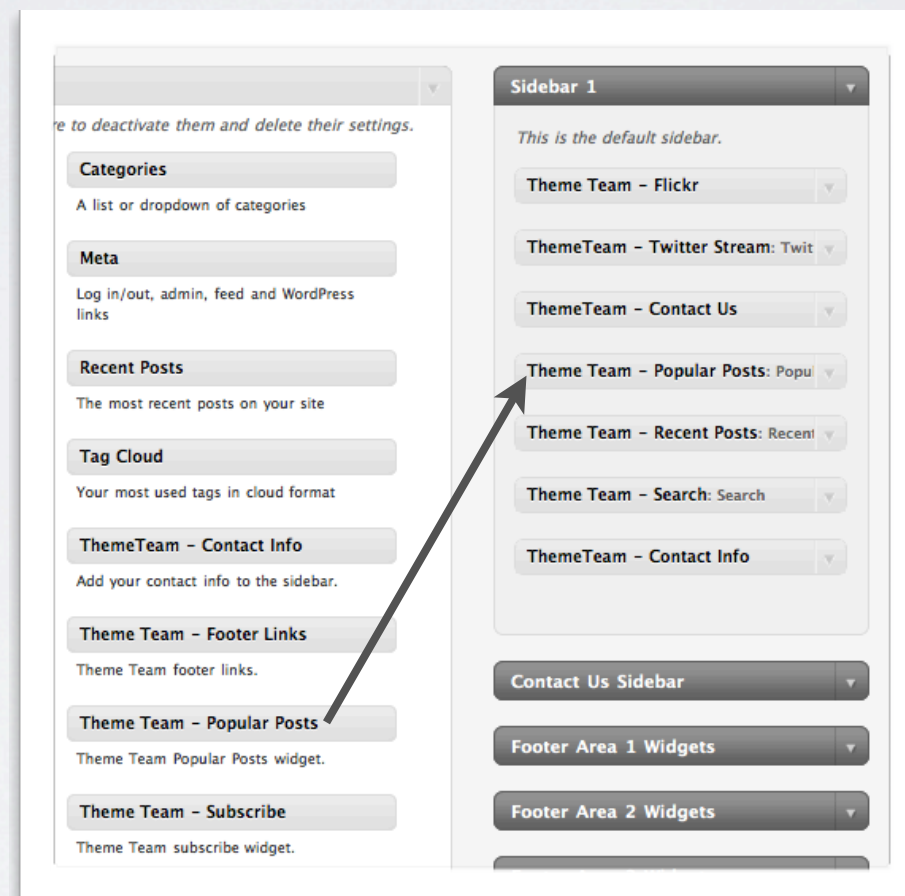 re to deactivate them and delete their settings.
Categories
A list or dropdown of categories
Meta
Log in/out, admin, feed and WordPress
links
Recent Posts
The most recent posts on your site
Tag Cloud
Your most used tags in cloud format
ThemeTeam – Contact Info
Add your contact info to the sidebar.
Theme Team – Footer Links
Theme Team footer links.
Theme Team – Popular Posts
Theme Team Popular Posts widget.
Theme Team – Subscribe
Theme Team subscribe widget.
Sidebar 1
This is the default sidebar.
Theme Team – Flickr
ThemeTeam – Twitter Stream: Twit
ThemeTeam – Contact Us
Theme Team – Popular Posts: Popul
Theme Team – Recent Posts: Recent
Theme Team – Search: Search
ThemeTeam – Contact Info
Contact Us Sidebar
Footer Area 1 Widgets
Footer Area 2 Widgets